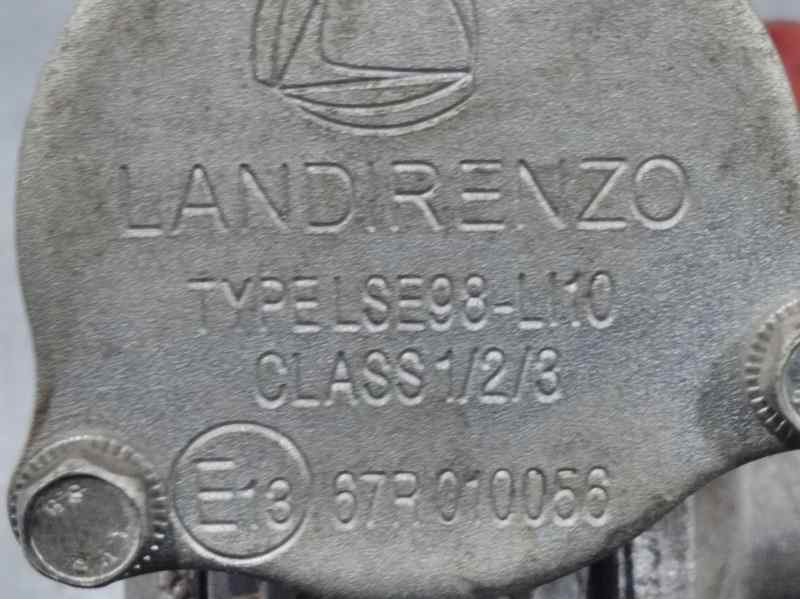 LANDIRENZO
TYPE LSE98-LI10
CLASS 1/2/3
E13 67R 010056